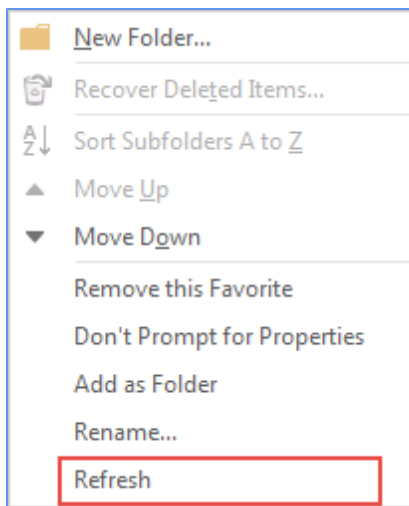 New Folder...
Recover Deleted Items...
A
Z
Sort Subfolders A to Z
Move Up
Move Down
Remove this Favorite
Don't Prompt for Properties
Add as Folder
Rename...
Refresh